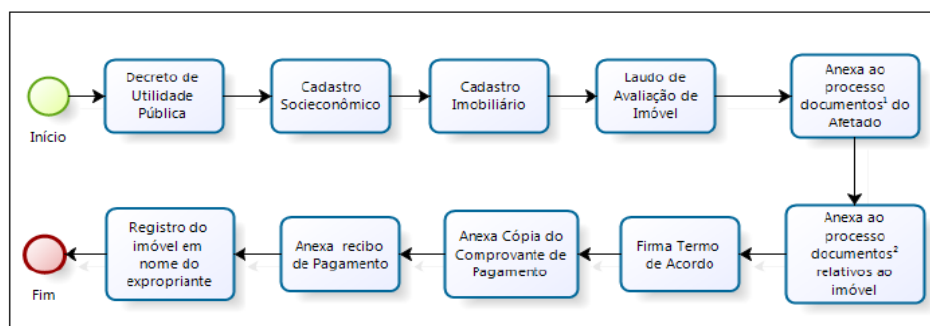 Início
Decreto de
Utilidade
Pública
Cadastro
Socieconômico
Cadastro
Imobiliário
Laudo de
Avaliação de
Imóvel
Anexa ao
processo
documentos¹ do
Afetado
Anexa ao
processo
documentos²
relativos ao
imóvel
Firma Termo
de Acordo
Anexa Cópia do
Comprovante de
Pagamento
Anexa recibo
de Pagamento
Registro do
imóvel em
nome do
expropriante
Fim